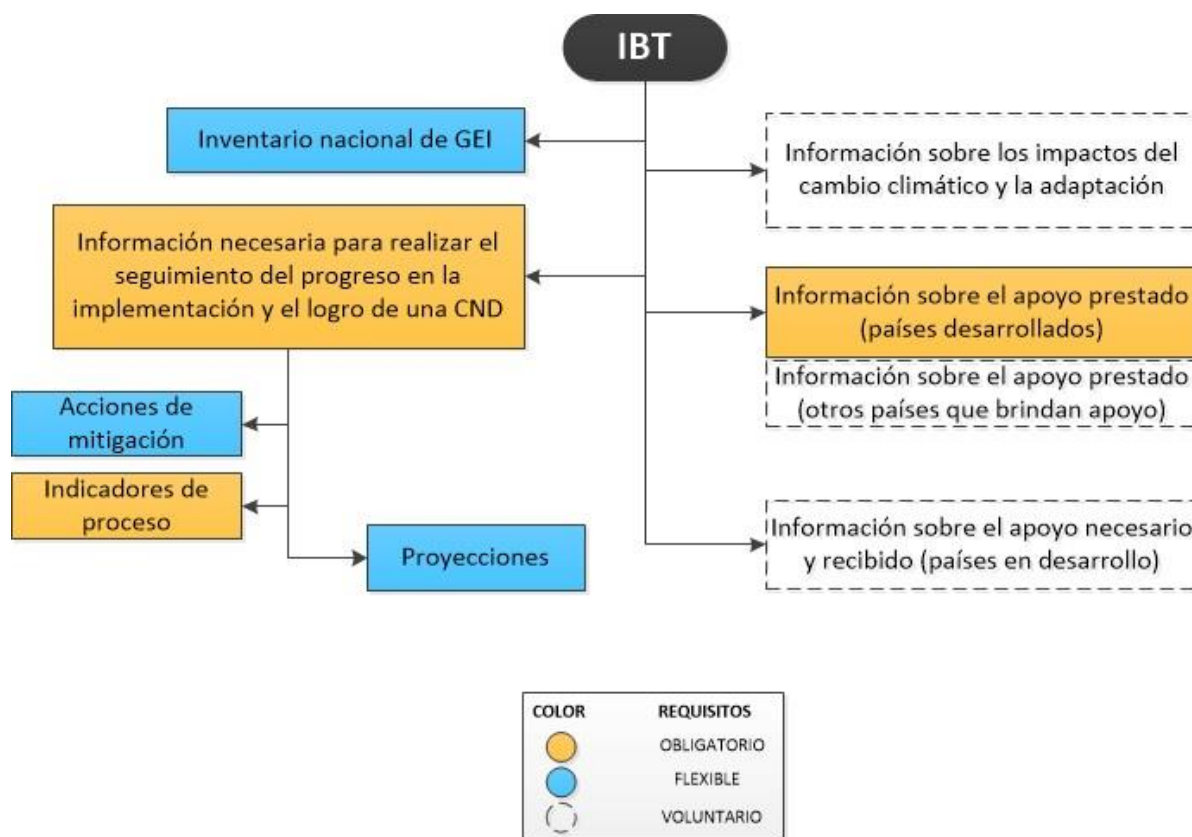 IBT
Inventario nacional de GEI
Información necesaria para realizar el
seguimiento del progreso en la
implementación y el logro de una CND
Acciones de
mitigación
Indicadores de
proceso
Proyecciones
Información sobre los impactos del
cambio climático y la adaptación
Información sobre el apoyo prestado
(países desarrollados)
Información sobre el apoyo prestado
(otros países que brindan apoyo)
Información sobre el apoyo necesario
y recibido (países en desarrollo)
COLOR REQUISITOS
OBLIGATORIO
FLEXIBLE
VOLUNTARIO